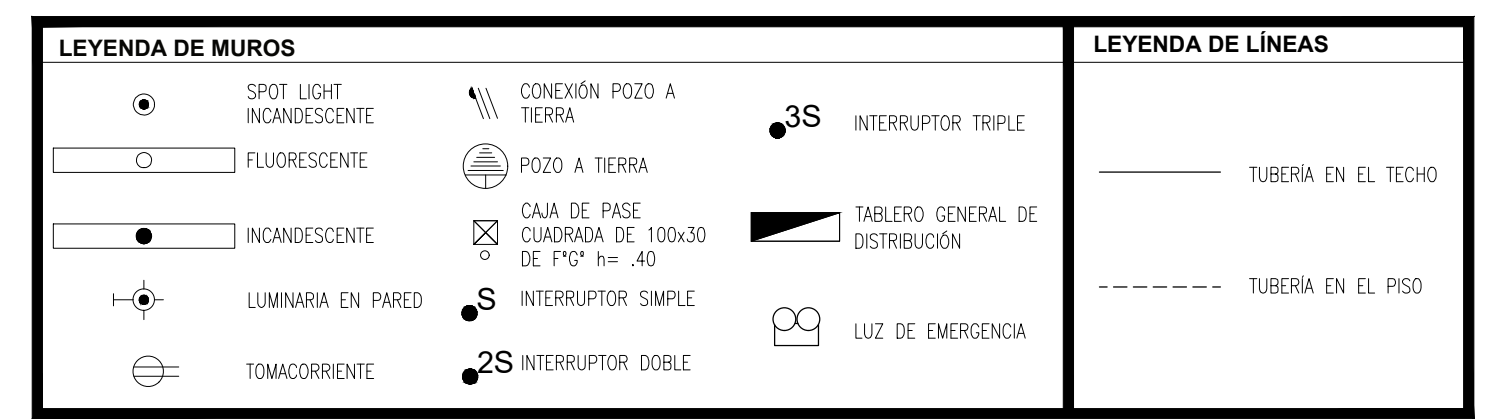 LEYENDA DE MUROS
SPOT LIGHT
INCANDESCENTE
FLUORESCENTE
INCANDESCENTE
LUMINARIA EN PARED
TOMACORRIENTE
CONEXIÓN POZO A
TIERRA
POZO A TIERRA
CAJA DE PASE
CUADRADA DE 100x30
DE FºGº h= .40
S INTERRUPTOR SIMPLE
2S INTERRUPTOR DOBLE
3S INTERRUPTOR TRIPLE
TABLERO GENERAL DE
DISTRIBUCIÓN
LUZ DE EMERGENCIA
LEYENDA DE LÍNEAS
TUBERÍA EN EL TECHO
TUBERÍA EN EL PISO